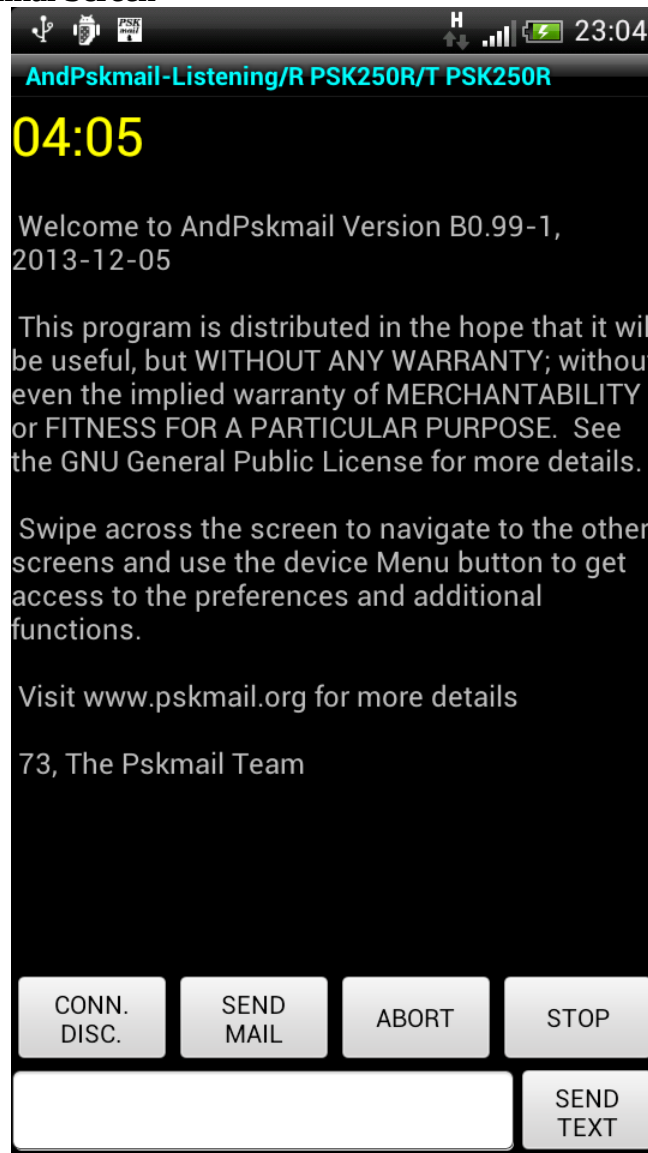 H
PSK
mail
23:04
AndPskmail-Listening/R PSK250R/T PSK250R
04:05
Welcome to AndPskmail Version B0.99-1,
2013-12-05
This program is distributed in the hope that it wil
be useful, but WITHOUT ANY WARRANTY; withou
even the implied warranty of MERCHANTABILITY
or FITNESS FOR A PARTICULAR PURPOSE. See
the GNU General Public License for more details.
Swipe across the screen to navigate to the other
screens and use the device Menu button to get
access to the preferences and additional
functions.
Visit www.pskmail.org for more details
73, The Pskmail Team
CONN.
DISC.
SEND
MAIL
ABORT
STOP
SEND
TEXT